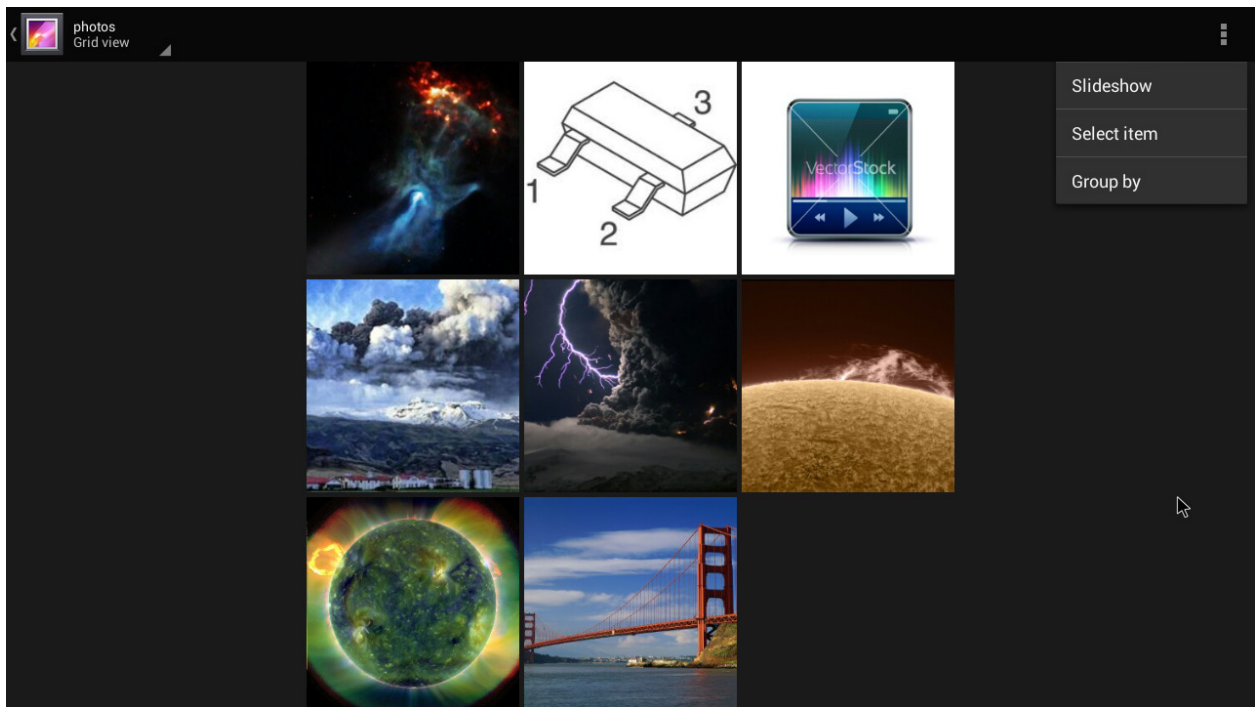 photos
Grid view
Slideshow
Select item
Group by
3
1
2
VectorStock